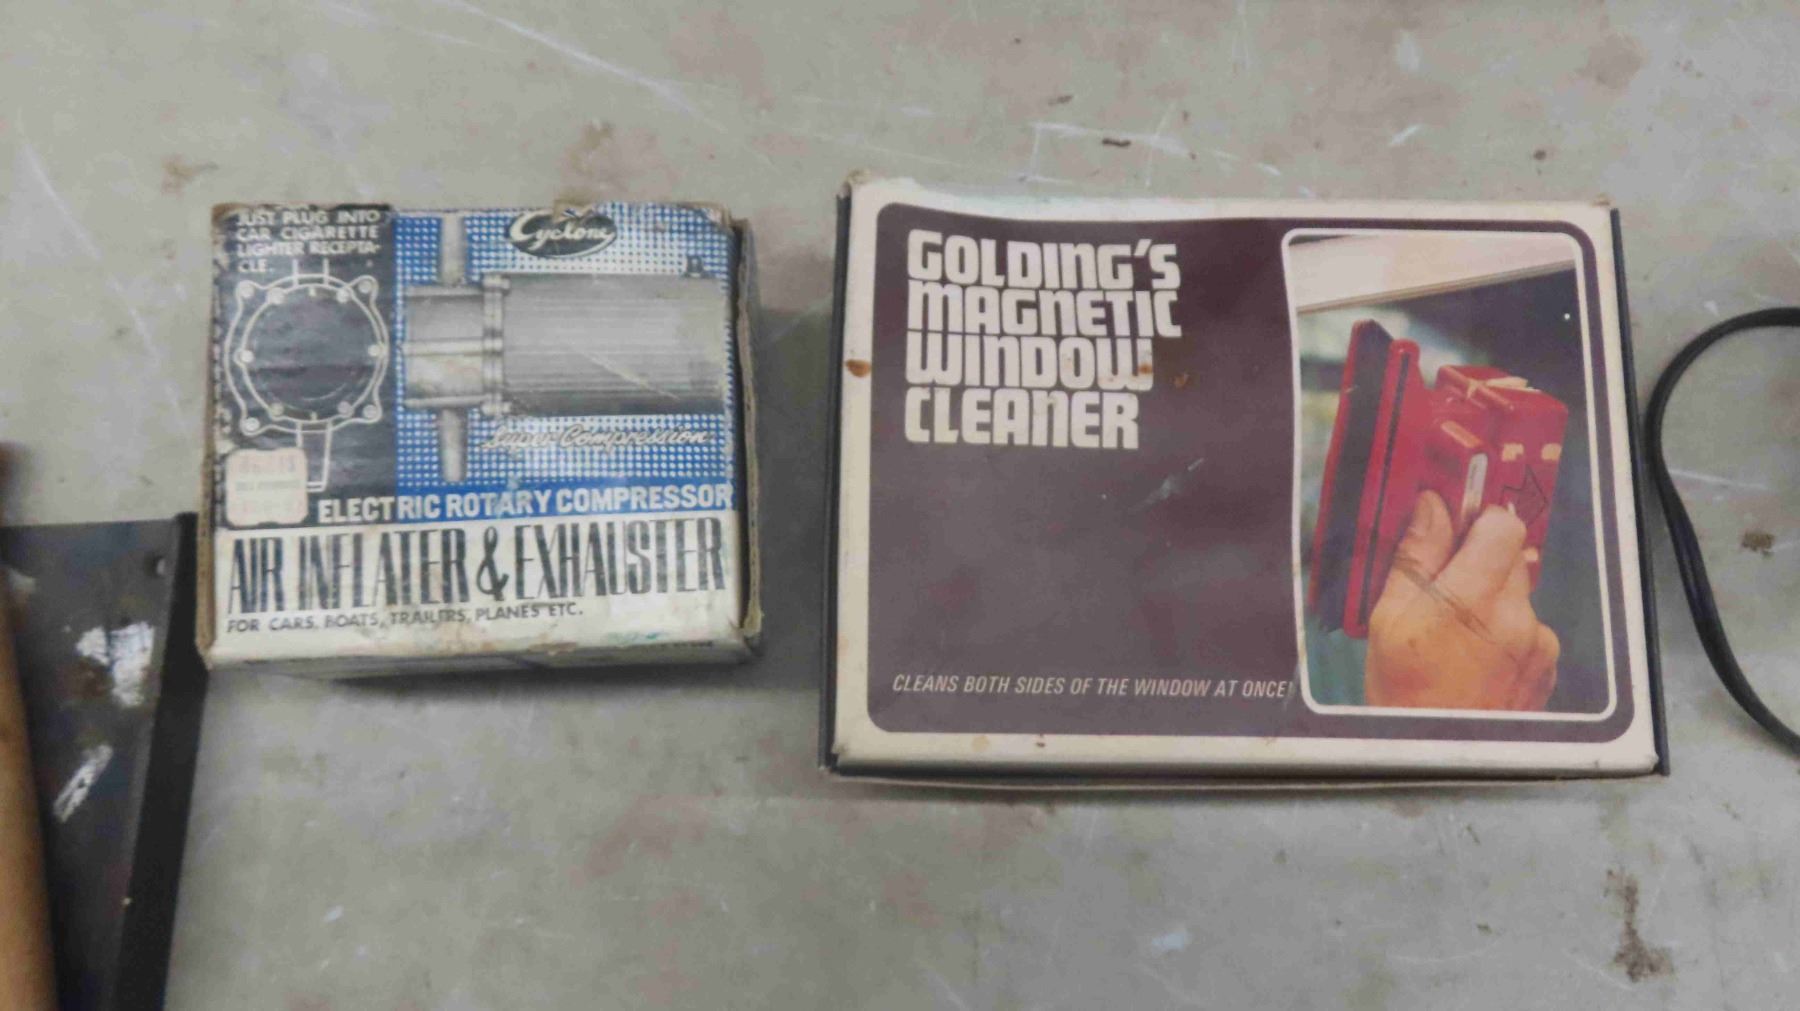 JUST PLUG INTO
CAR CIGARETTE
LIGHTER RECEPTA-
CLE.
Cyclone
Super Compression
ELECTRIC ROTARY COMPRESSOR
AIR INFLATER & EXHAUSTER
FOR CARS, BOATS, TRAILERS, PLANES ETC.
GOLDING'S
MAGNETIC
WINDOW
CLEANER
CLEANS BOTH SIDES OF THE WINDOW AT ONCE!